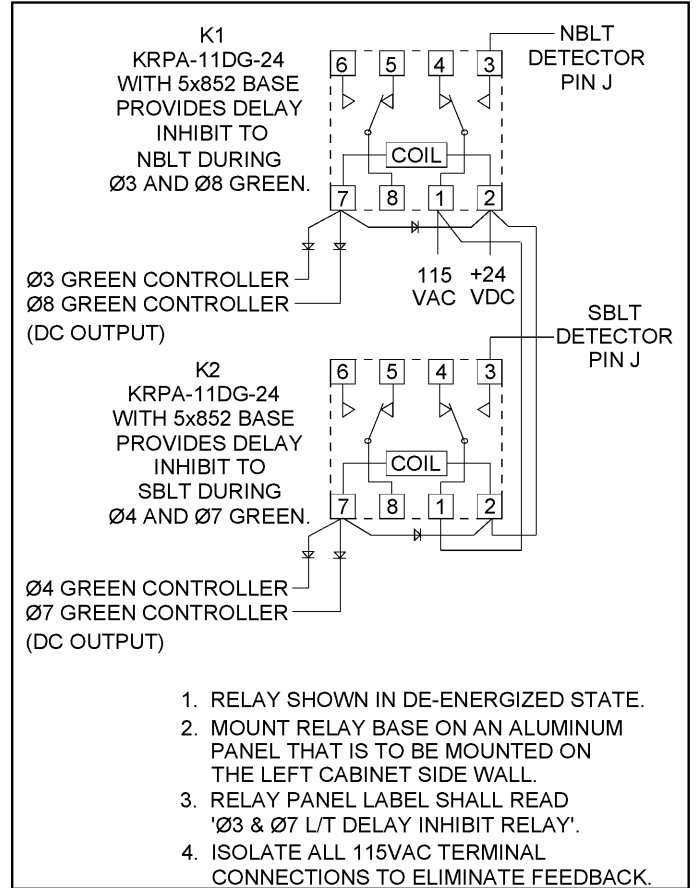 K1
KRPA-11DG-24
WITH 5x852 BASE
PROVIDES DELAY
INHIBIT TO
NBLT DURING
Ø3 AND Ø8 GREEN.
NBLT
DETECTOR
PIN J
6 5 4 3
COIL
7 8 1 2
Ø3 GREEN CONTROLLER
Ø8 GREEN CONTROLLER
(DC OUTPUT)
115
VAC
+24
VDC
K2
KRPA-11DG-24
WITH 5x852 BASE
PROVIDES DELAY
INHIBIT TO
SBLT DURING
Ø4 AND Ø7 GREEN.
SBLT
DETECTOR
PIN J
6 5 4 3
COIL
7 8 1 2
Ø4 GREEN CONTROLLER
Ø7 GREEN CONTROLLER
(DC OUTPUT)
1. RELAY SHOWN IN DE-ENERGIZED STATE.
2. MOUNT RELAY BASE ON AN ALUMINUM
PANEL THAT IS TO BE MOUNTED ON
THE LEFT CABINET SIDE WALL.
3. RELAY PANEL LABEL SHALL READ
'Ø3 & Ø7 L/T DELAY INHIBIT RELAY'.
4. ISOLATE ALL 115VAC TERMINAL
CONNECTIONS TO ELIMINATE FEEDBACK.